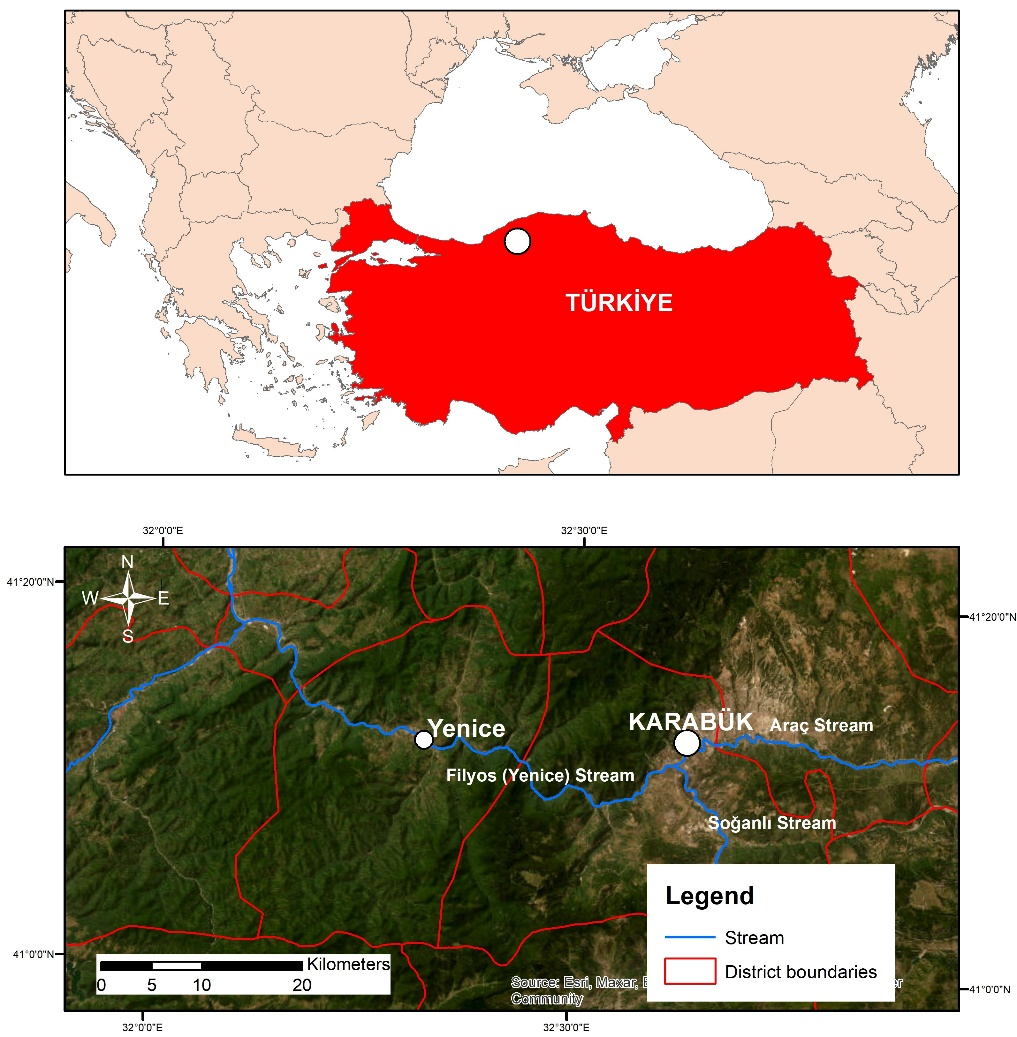 TÜRKİYE
32°0'0"E
32°30'0"E
41°20'0"N
N
W E
S
41°20'0"N
Yenice
KARABÜK
Araç Stream
Filyos (Yenice) Stream
Soğanlı Stream
Legend
Stream
District boundaries
41°0'0"N
Kilometers
0 5 10 20
Source: Esri, Maxar,
Community
41°0'0"N
32°0'0"E
32°30'0"E